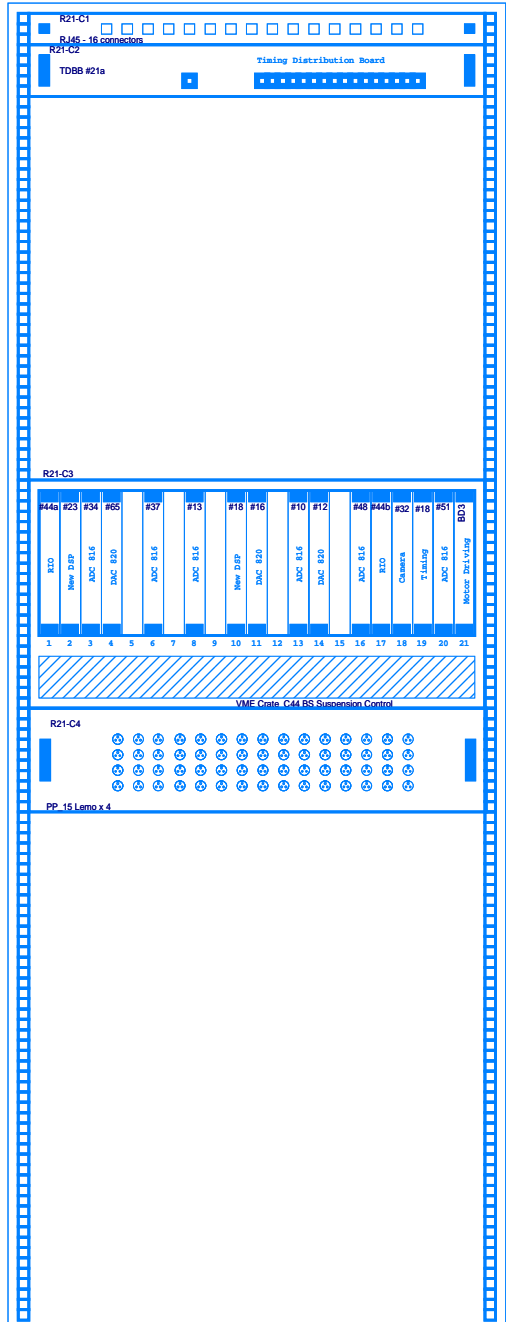 R21-C1
RJ45 - 16 connectors
R21-C2
Timing Distribution Board
TDBB #21a
R21-C3
#44a #23 #34 #65 #37 #13 #18 #16 #10 #12 #48 #44b #32 #18 #51 BD3
RIO New DSP ADC 816 DAC 820 ADC 816 ADC 816 New DSP DAC 820 ADC 816 DAC 820 ADC 816 RIO Camera Timing ADC 816 Motor Driving
1 2 3 4 5 6 7 8 9 10 11 12 13 14 15 16 17 18 19 20 21
VME Crate C44 BS Suspension Control
R21-C4
PP_15 Lemo x 4